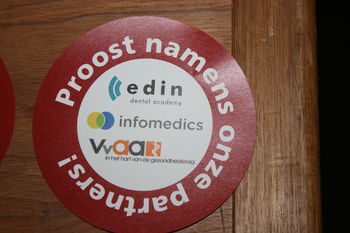 Proost namens onze partners!
edin
dental academy
infomedics
VvAA
in het hart van de gezondheidszorg